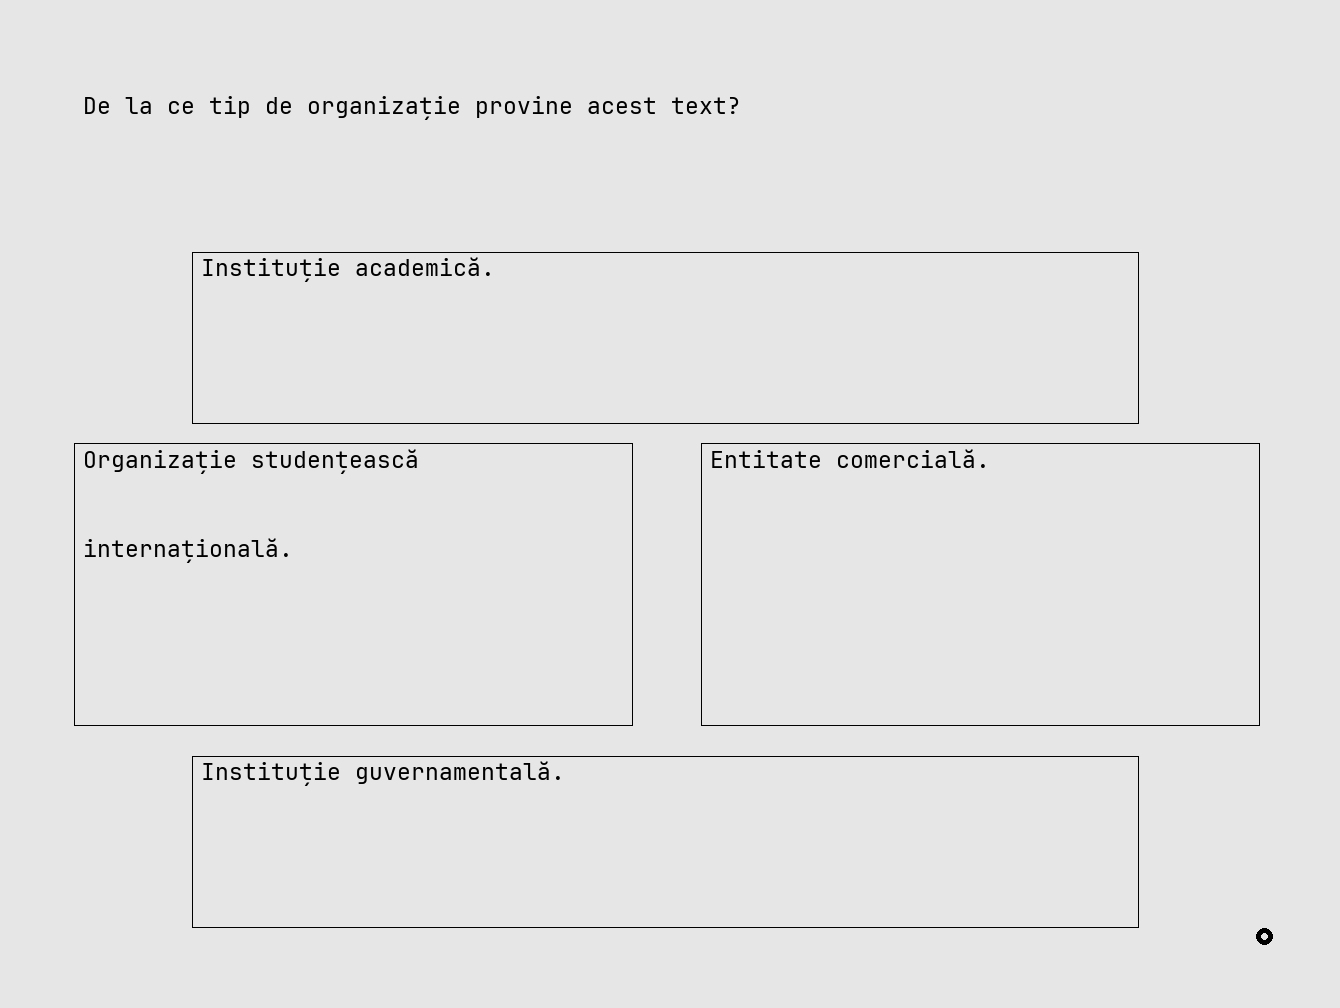 De la ce tip de organizație provine acest text?
Instituție academică.
Organizație studențească
internațională.
Entitate comercială.
Instituție guvernamentală.